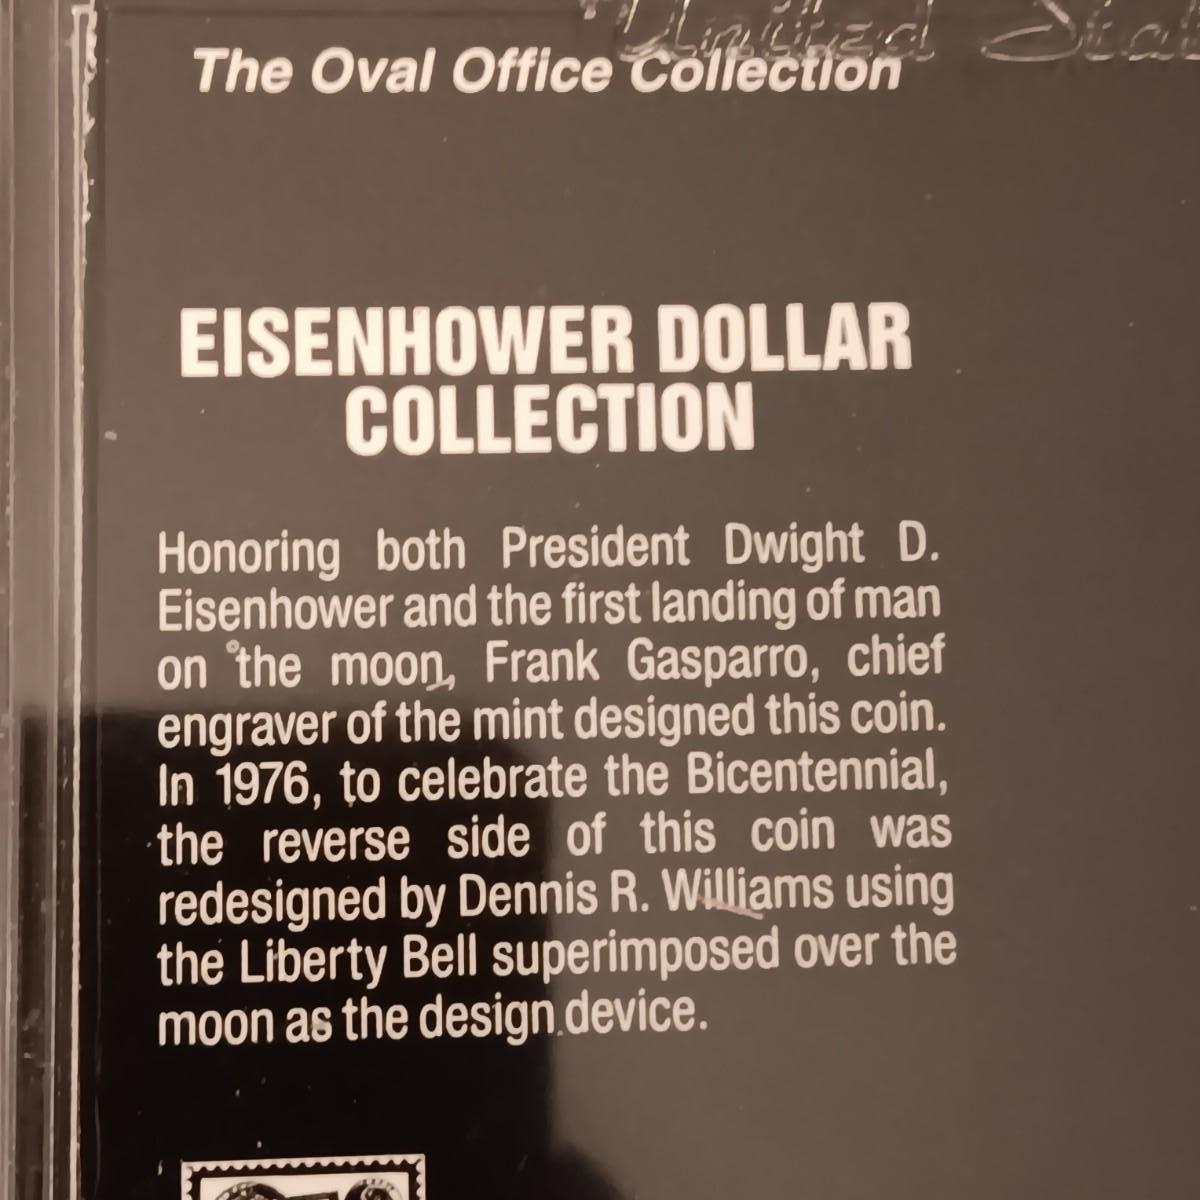 United
The Oval Office Collection
EISENHOWER DOLLAR
COLLECTION
Honoring both President Dwight D.
Eisenhower and the first landing of man
on the moon, Frank Gasparro, chief
engraver of the mint designed this coin.
In 1976, to celebrate the Bicentennial,
the reverse side of this coin was
redesigned by Dennis R. Williams using
the Liberty Bell superimposed over the
moon as the design device.